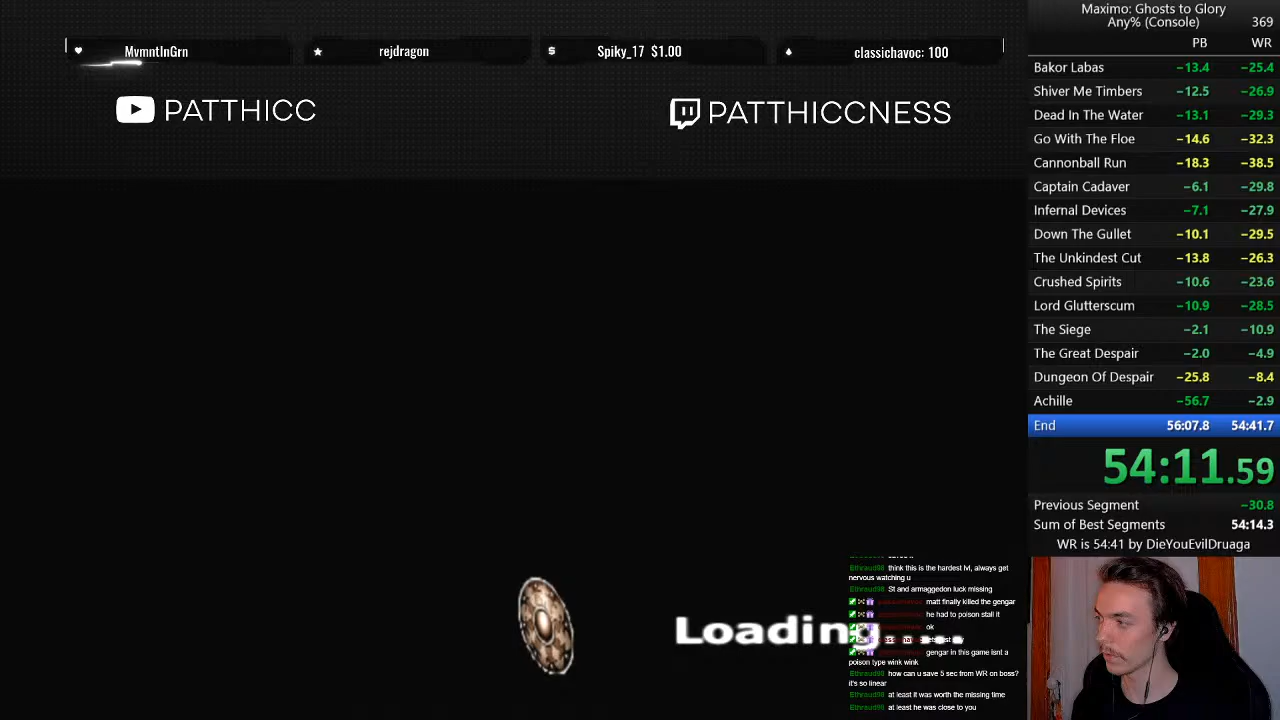 MvmntInGrn
rejdragon
Spiky_17 $1.00
classichavoc: 100
PATTHICC
PATTHICCNESS
Maximo: Ghosts to Glory
Any% (Console) 369
PB WR
Bakor Labas -13.4 -25.4
Shiver Me Timbers -12.5 -26.9
Dead In The Water -13.1 -29.3
Go With The Floe -14.6 -32.3
Cannonball Run -18.3 -38.5
Captain Cadaver -6.1 -29.8
Infernal Devices -7.1 -27.9
Down The Gullet -10.1 -29.5
The Unkindest Cut -13.8 -26.3
Crushed Spirits -10.6 -23.6
Lord Glutterscum -10.9 -28.5
The Siege -2.1 -10.9
The Great Despair -2.0 -4.9
Dungeon Of Despair -25.8 -8.4
Achille -56.7 -2.9
End 56:07.8 54:41.7
54:11.59
Previous Segment -30.8
Sum of Best Segments 54:14.3
WR is 54:41 by DieYouEvilDruaga
Loading
Ethraud98 think this is the hardest lvl, always get
nervous watching u
Ethraud98 St and armaggedon luck missing
matt finally killed the gengar
he had to poison stall it
ok
gengar in this game isnt a
poison type wink wink
Ethraud98 how can u save 5 sec from WR on boss?
it's so linear
Ethraud98 at least it was worth the missing time
Ethraud98 at least he was close to you